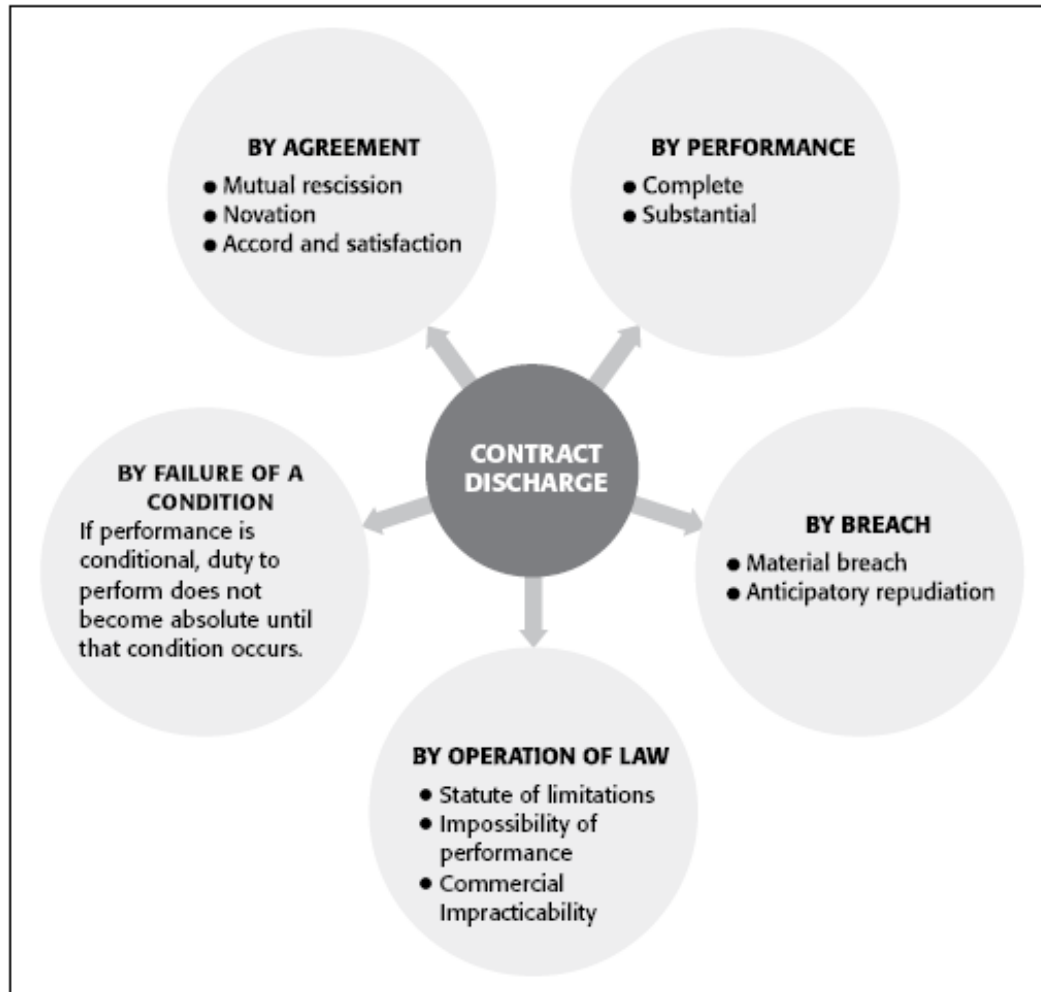 BY AGREEMENT
● Mutual rescission
● Novation
● Accord and satisfaction
BY PERFORMANCE
● Complete
● Substantial
CONTRACT
DISCHARGE
BY FAILURE OF A
CONDITION
If performance is
conditional, duty to
perform does not
become absolute until
that condition occurs.
BY BREACH
● Material breach
● Anticipatory repudiation
BY OPERATION OF LAW
● Statute of limitations
● Impossibility of
performance
● Commercial
Impracticability